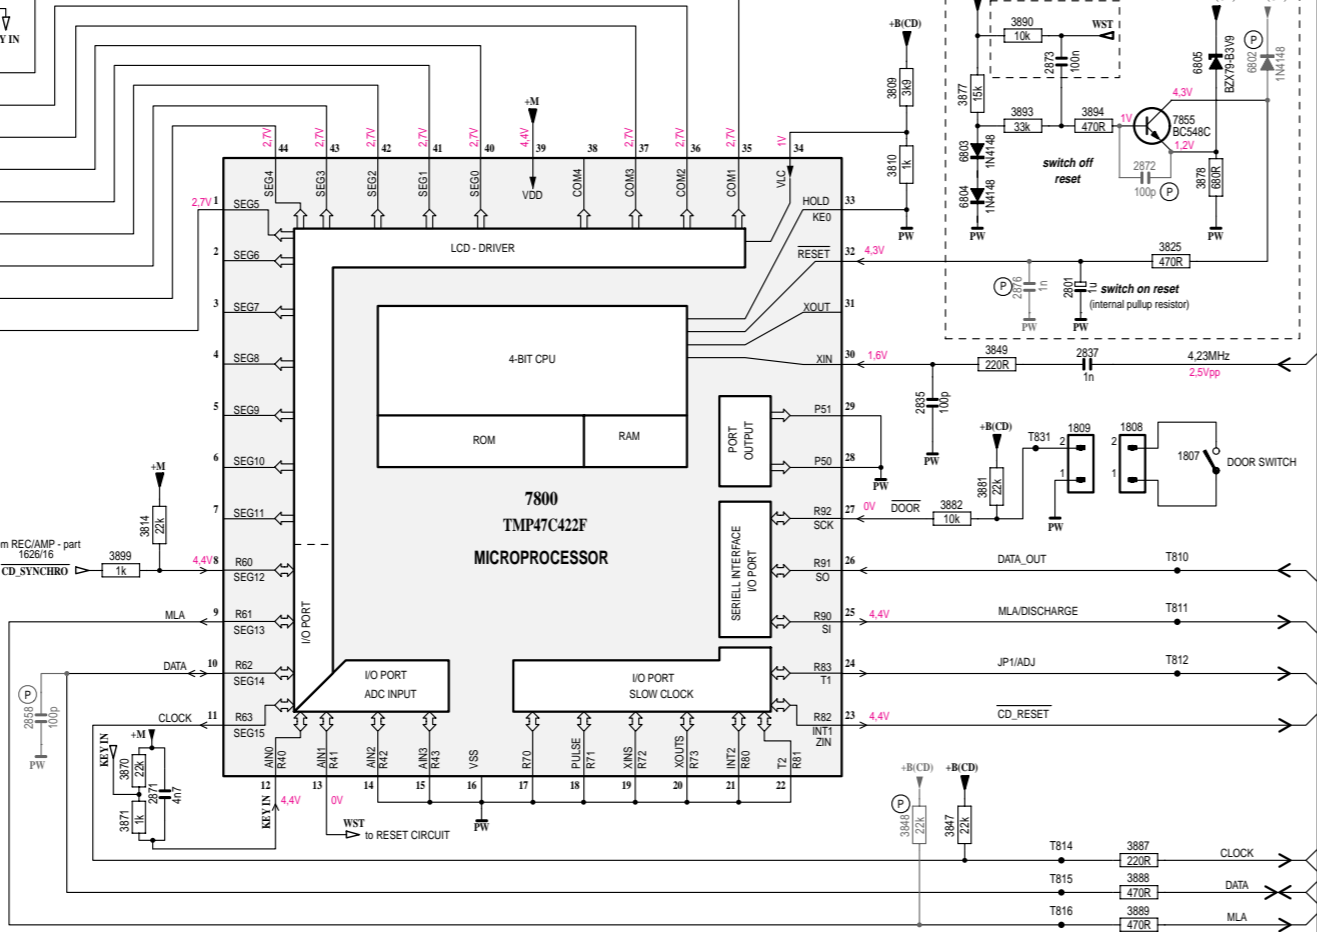 Y IN
+B(CD)
3890
10k
WST
2873
100n
6805
BZX79-B3V9
P
6802
1N4148
3809
3k9
3877
15k
4,3V
+M
3893
33k
3894
470R
1V
7855
BC548C
1,2V
2,7V
2,7V
2,7V
2,7V
2,7V
4,4V
2,7V
2,7V
2,7V
1V
3810
1k
6803
1N4148
switch off
reset
2872
100p
P
3878
680R
44
43
42
41
40
39
38
37
36
35
34
SEG4
SEG3
SEG2
SEG1
SEG0
VDD
COM4
COM3
COM2
COM1
VLC
6804
1N4148
2,7V
1
SEG5
HOLD
KE0
33
PW
PW
PW
LCD - DRIVER
2
SEG6
RESET
32
4,3V
3825
470R
P
2876
1n
2801
1u
switch on reset
(internal pullup resistor)
PW
PW
3
SEG7
XOUT
31
4-BIT CPU
4
SEG8
XIN
30
1,6V
3849
220R
2837
1n
4,23MHz
2,5Vpp
2835
100p
PW
5
SEG9
ROM
RAM
PORT
OUTPUT
P51
29
+B(CD)
T831
1809
2
1
1808
2
1
1807
DOOR SWITCH
6
SEG10
P50
28
PW
3881
22k
+M
3814
22k
7800
TMP47C422F
MICROPROCESSOR
7
SEG11
R92
SCK
27
0V
DOOR
3882
10k
PW
m REC/AMP - part
1626/16
CD_SYNCHRO
3899
1k
4,4V
8
R60
SEG12
SERIELL INTERFACE
I/O PORT
R91
SO
26
DATA_OUT
T810
MLA
9
R61
SEG13
I/O PORT
R90
SI
25
4,4V
MLA/DISCHARGE
T811
DATA
10
R62
SEG14
I/O PORT
ADC INPUT
I/O PORT
SLOW CLOCK
R83
T1
24
JP1/ADJ
T812
P
2858
100p
PW
CLOCK
11
R63
SEG15
R82
INT1
ZIN
23
4,4V
CD_RESET
KEY IN
+M
3870
22k
2871
4n7
3871
1k
AIN0
R40
AIN1
R41
AIN2
R42
AIN3
R43
VSS
R70
PULSE
R71
XINS
R72
XOUTS
R73
INT2
R80
T2
R81
12
13
14
15
16
17
18
19
20
21
22
KEY IN
4,4V
0V
WST
to RESET CIRCUIT
PW
+B(CD)
+B(CD)
P
3848
22k
3847
22k
T814
3887
220R
CLOCK
T815
3888
470R
DATA
T816
3889
470R
MLA